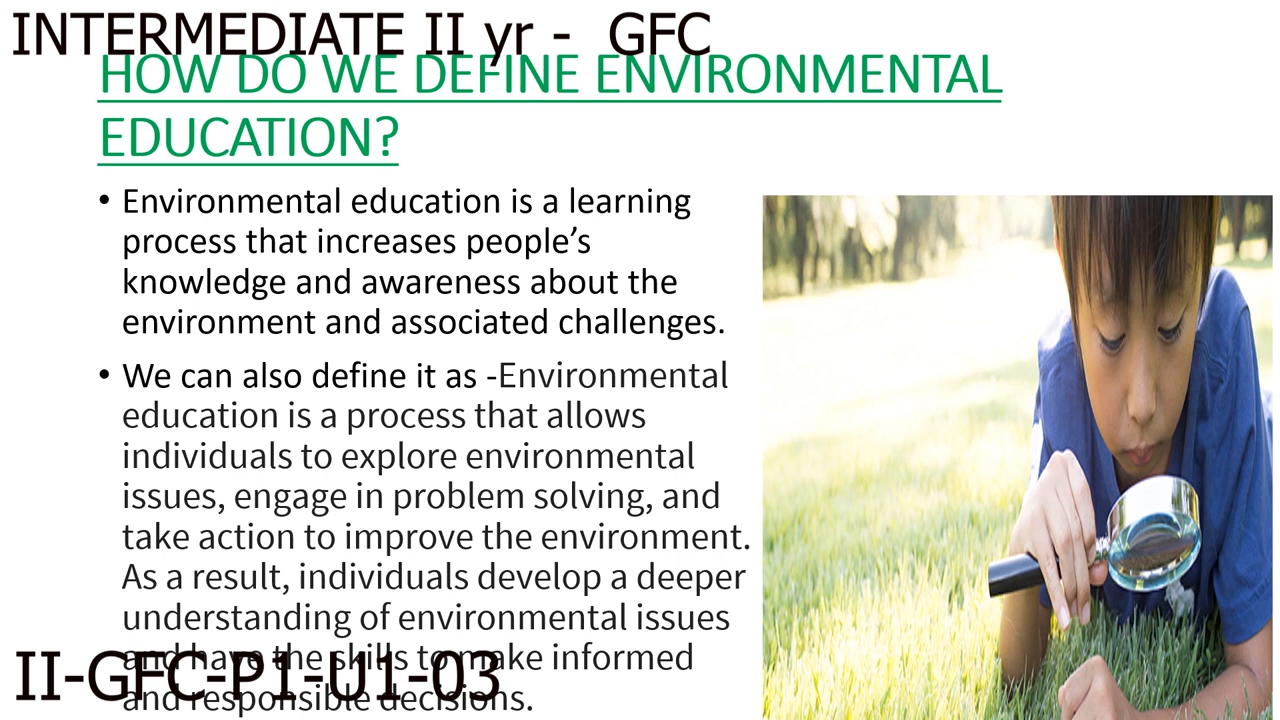 INTERMEDIATE II yr - GFC
HOW DO WE DEFINE ENVIRONMENTAL
EDUCATION?
• Environmental education is a learning
process that increases people’s
knowledge and awareness about the
environment and associated challenges.
• We can also define it as -Environmental
education is a process that allows
individuals to explore environmental
issues, engage in problem solving, and
take action to improve the environment.
As a result, individuals develop a deeper
understanding of environmental issues
and have the skills to make informed
and responsible decisions.
II-GFC-P1-U1-03